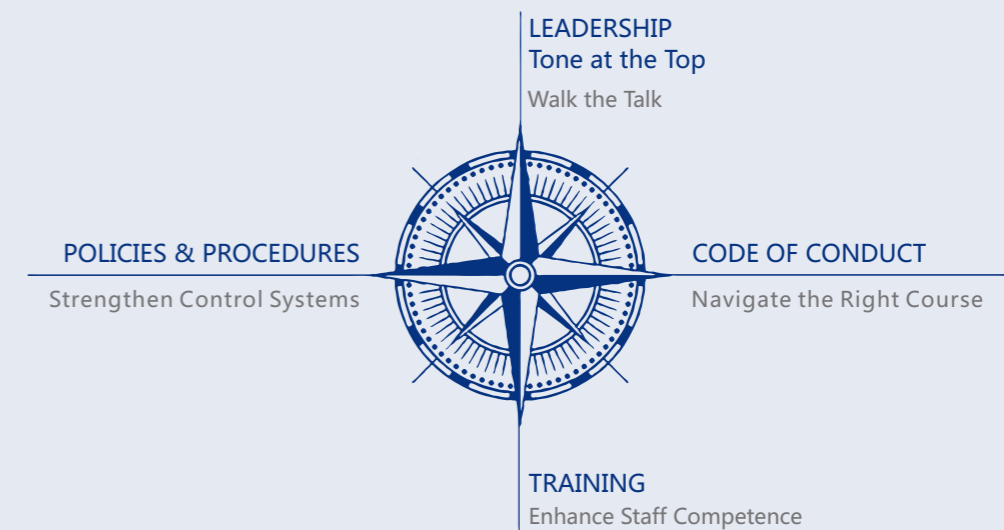 LEADERSHIP
Tone at the Top
Walk the Talk
POLICIES & PROCEDURES
Strengthen Control Systems
CODE OF CONDUCT
Navigate the Right Course
TRAINING
Enhance Staff Competence